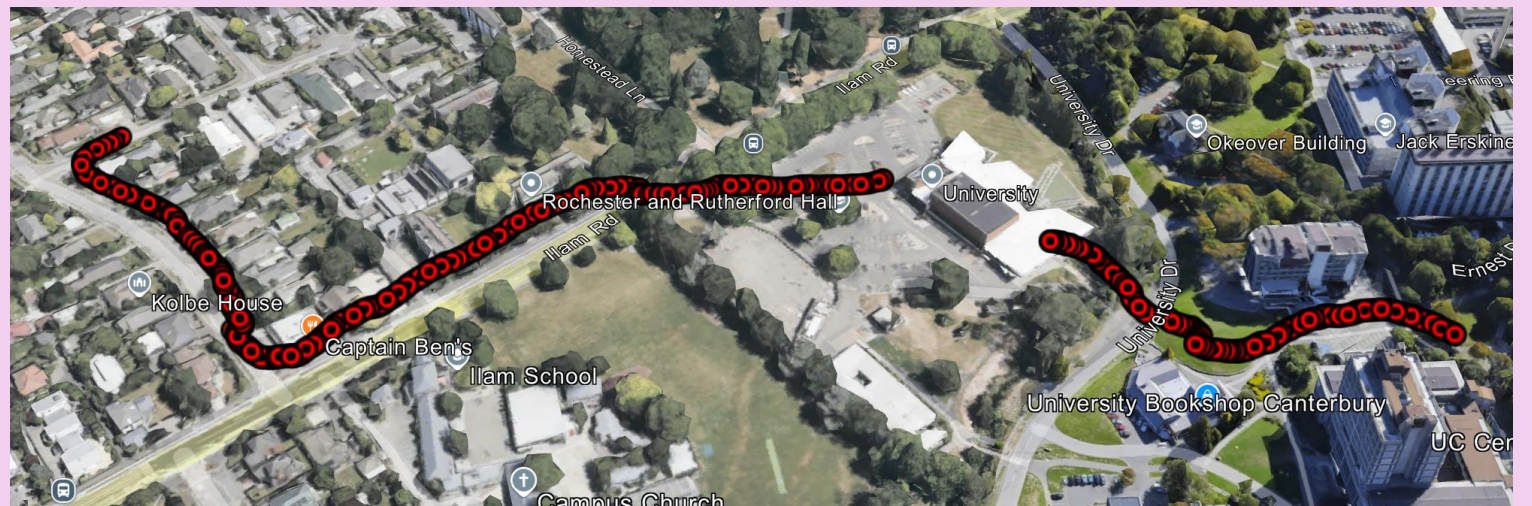 Homestead Ln
Ilam Rd
University Dr
Okeover Building
Jack Erskine
University
Rochester and Rutherford Hall
Ilam Rd
Kolbe House
Captain Ben's
University Dr
Ilam School
University Bookshop Canterbury
UC Cen
Campus Church